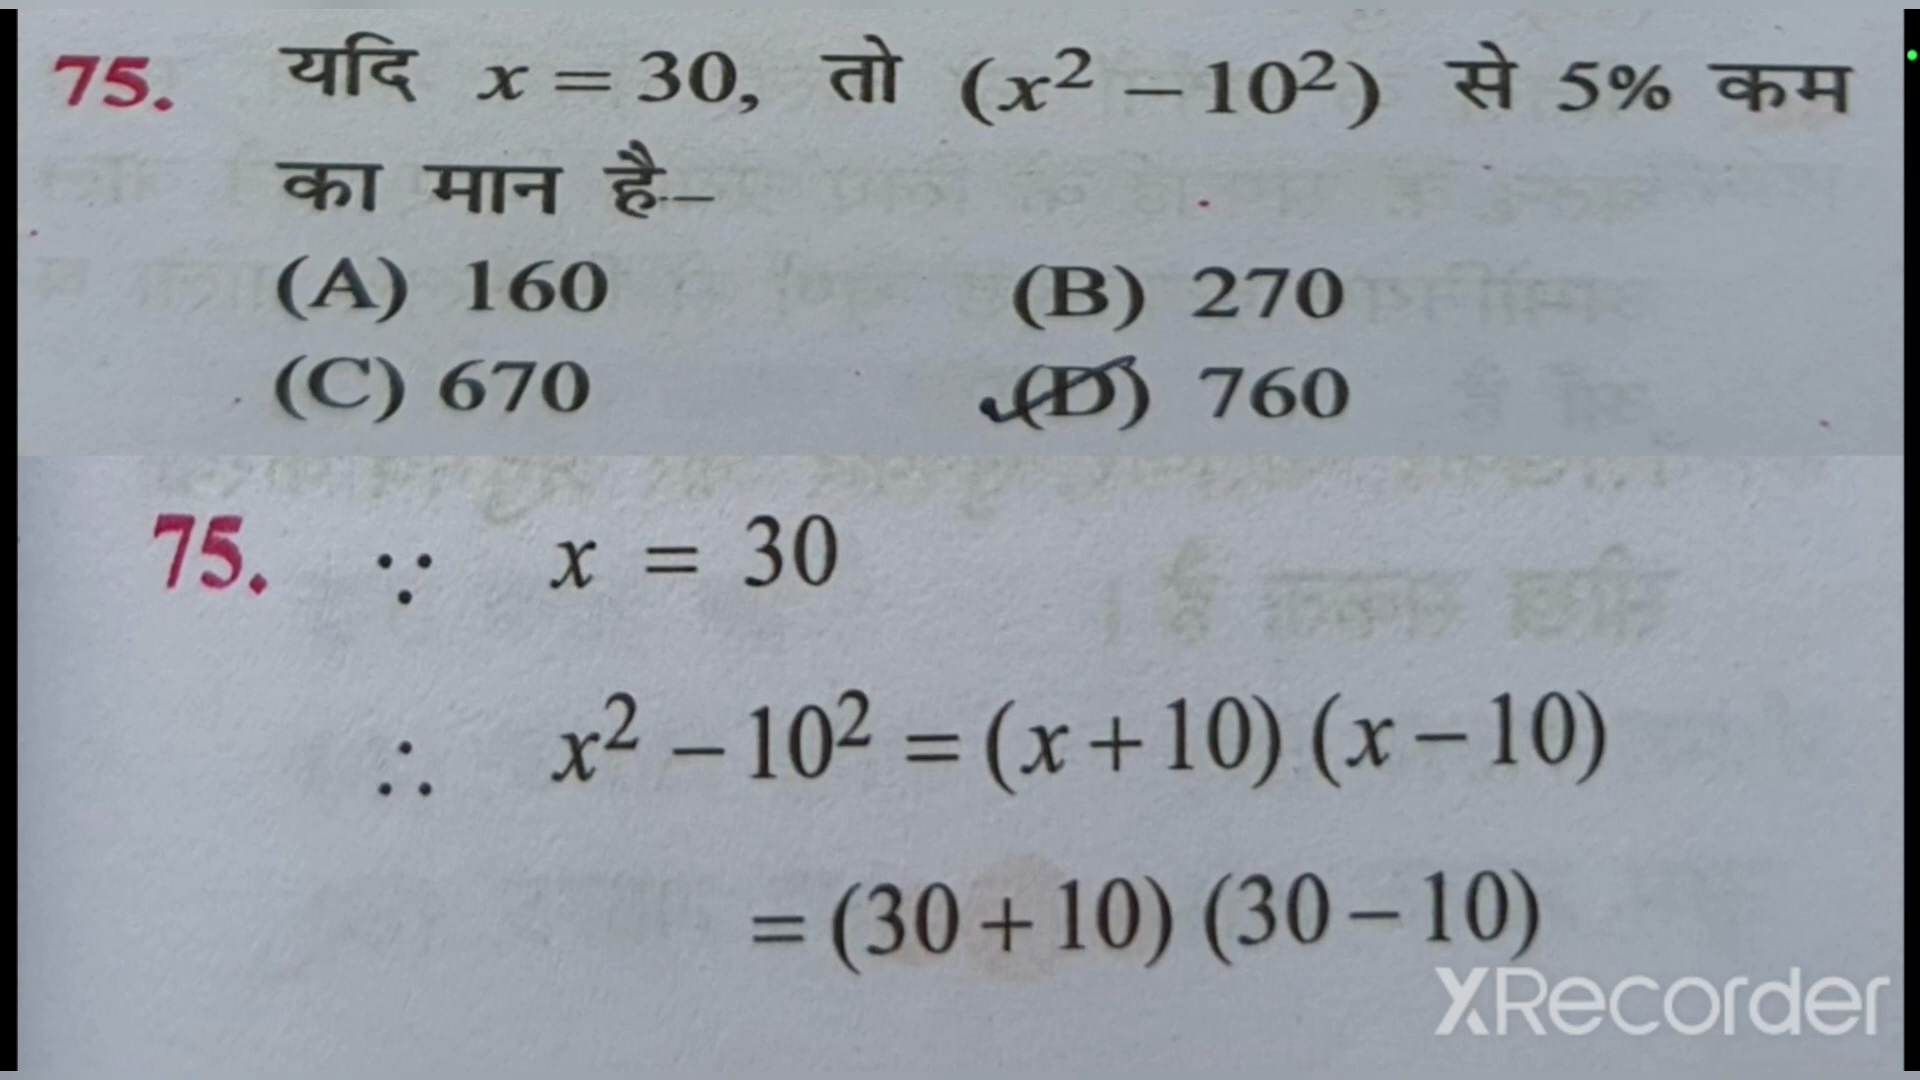 75. यदि x = 30, तो (x² – 10²) से 5% कम
का मान है–
(A) 160 (B) 270
(C) 670 (D) 760
75. ∵ x = 30
∴ x² – 10² = (x + 10) (x – 10)
= (30 + 10) (30 – 10)
XRecorder